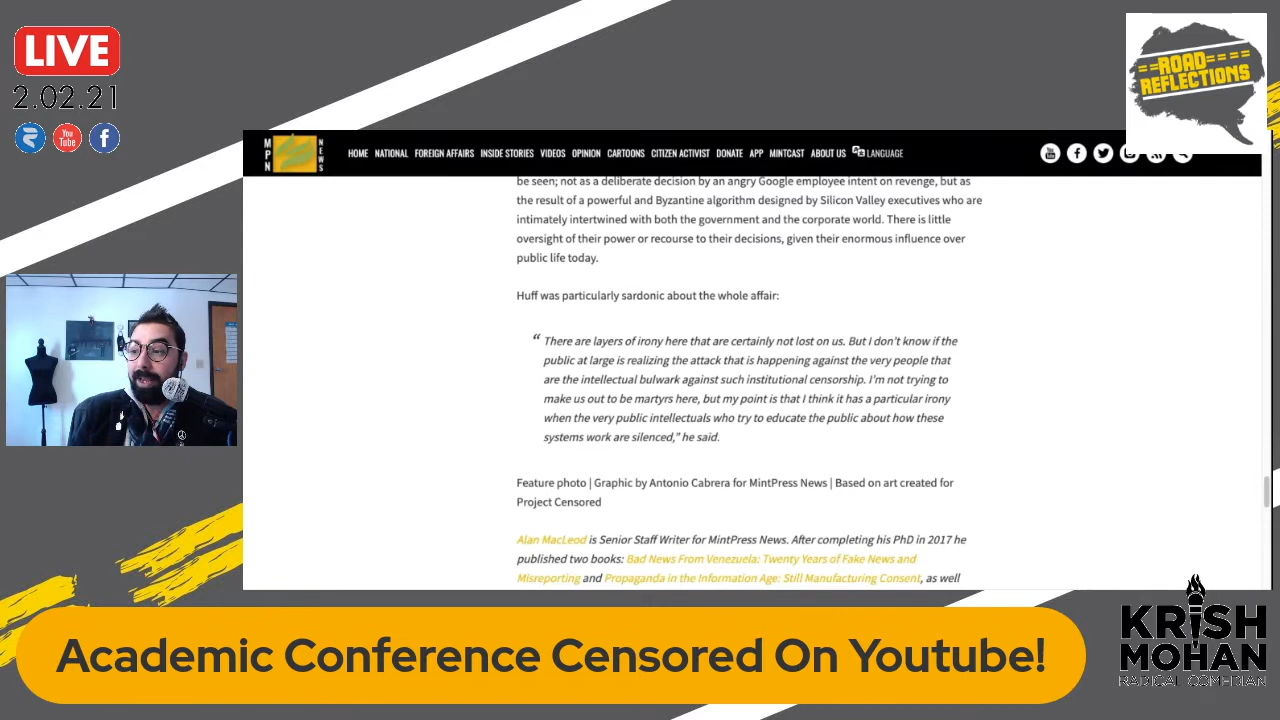 LIVE
2.02.21
You
Tube
==ROAD====
REFLECTIONS
MPN
NEWS
HOME NATIONAL FOREIGN AFFAIRS INSIDE STORIES VIDEOS OPINION CARTOONS CITIZEN ACTIVIST DONATE APP MINTCAST ABOUT US LANGUAGE
be seen; not as a deliberate decision by an angry Google employee intent on revenge, but as
the result of a powerful and Byzantine algorithm designed by Silicon Valley executives who are
intimately intertwined with both the government and the corporate world. There is little
oversight of their power or recourse to their decisions, given their enormous influence over
public life today.
Huff was particularly sardonic about the whole affair:
“ There are layers of irony here that are certainly not lost on us. But I don't know if the
public at large is realizing the attack that is happening against the very people that
are the intellectual bulwark against such institutional censorship. I'm not trying to
make us out to be martyrs here, but my point is that I think it has a particular irony
when the very public intellectuals who try to educate the public about how these
systems work are silenced,” he said.
Feature photo | Graphic by Antonio Cabrera for MintPress News | Based on art created for
Project Censored
Alan MacLeod is Senior Staff Writer for MintPress News. After completing his PhD in 2017 he
published two books: Bad News From Venezuela: Twenty Years of Fake News and
Misreporting and Propaganda in the Information Age: Still Manufacturing Consent, as well
Academic Conference Censored On Youtube!
KRISH
MOHAN
RADICAL COMEDIAN